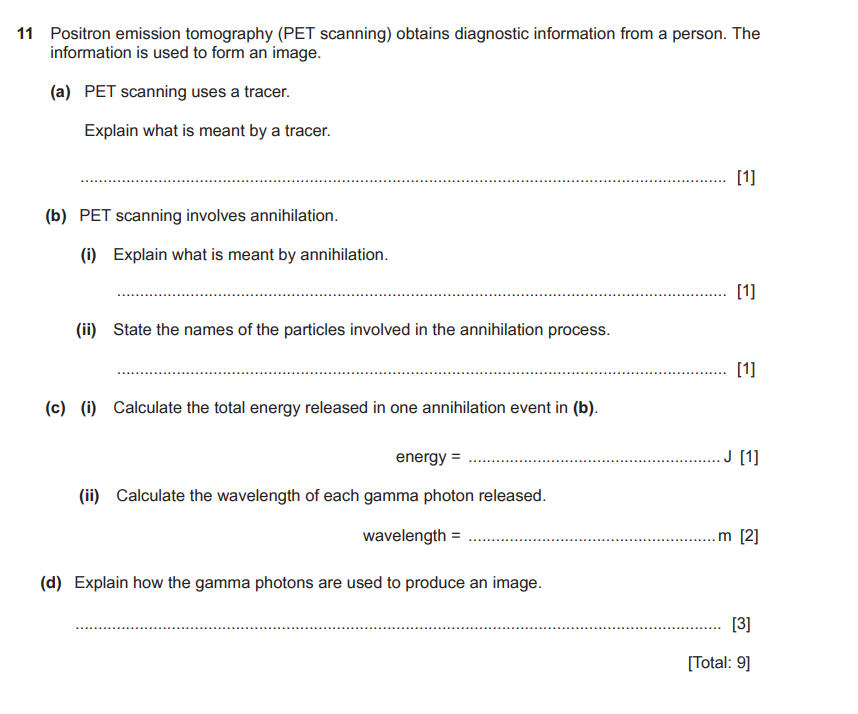 11 Positron emission tomography (PET scanning) obtains diagnostic information from a person. The
information is used to form an image.
(a) PET scanning uses a tracer.
Explain what is meant by a tracer.
.......................................................................................................................................... [1]
(b) PET scanning involves annihilation.
(i) Explain what is meant by annihilation.
.................................................................................................................................. [1]
(ii) State the names of the particles involved in the annihilation process.
.................................................................................................................................. [1]
(c) (i) Calculate the total energy released in one annihilation event in (b).
energy = ...................................................... J [1]
(ii) Calculate the wavelength of each gamma photon released.
wavelength = ..................................................... m [2]
(d) Explain how the gamma photons are used to produce an image.
.......................................................................................................................................... [3]
[Total: 9]